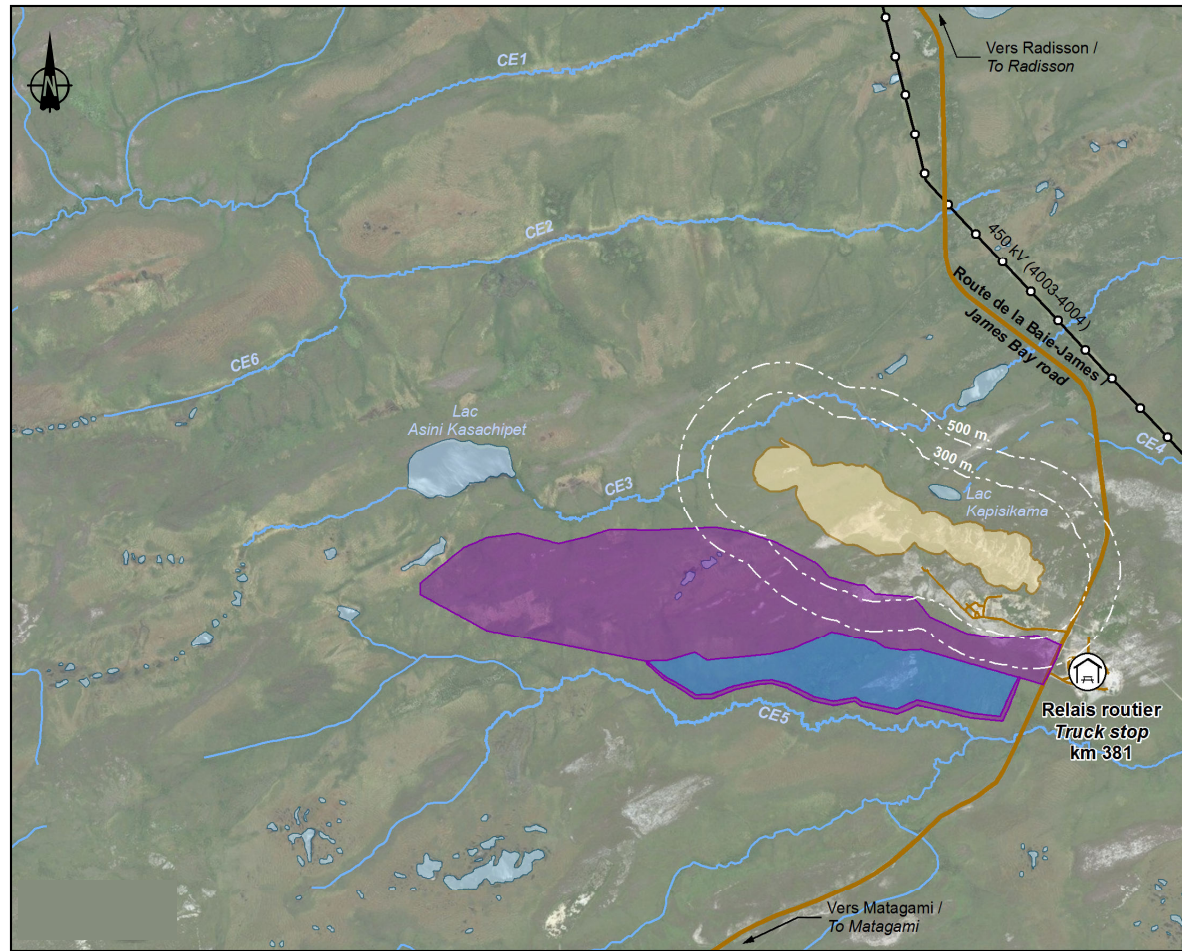 N
Vers Radisson /
To Radisson
CE1
CE2
450 kV (4003-4004)
Route de la Baie-James /
James Bay road
CE6
Lac
Asini Kasachipet
500 m.
300 m.
CE4
CE3
Lac
Kapisikama
CE5
Relais routier
Truck stop
km 381
Vers Matagami /
To Matagami